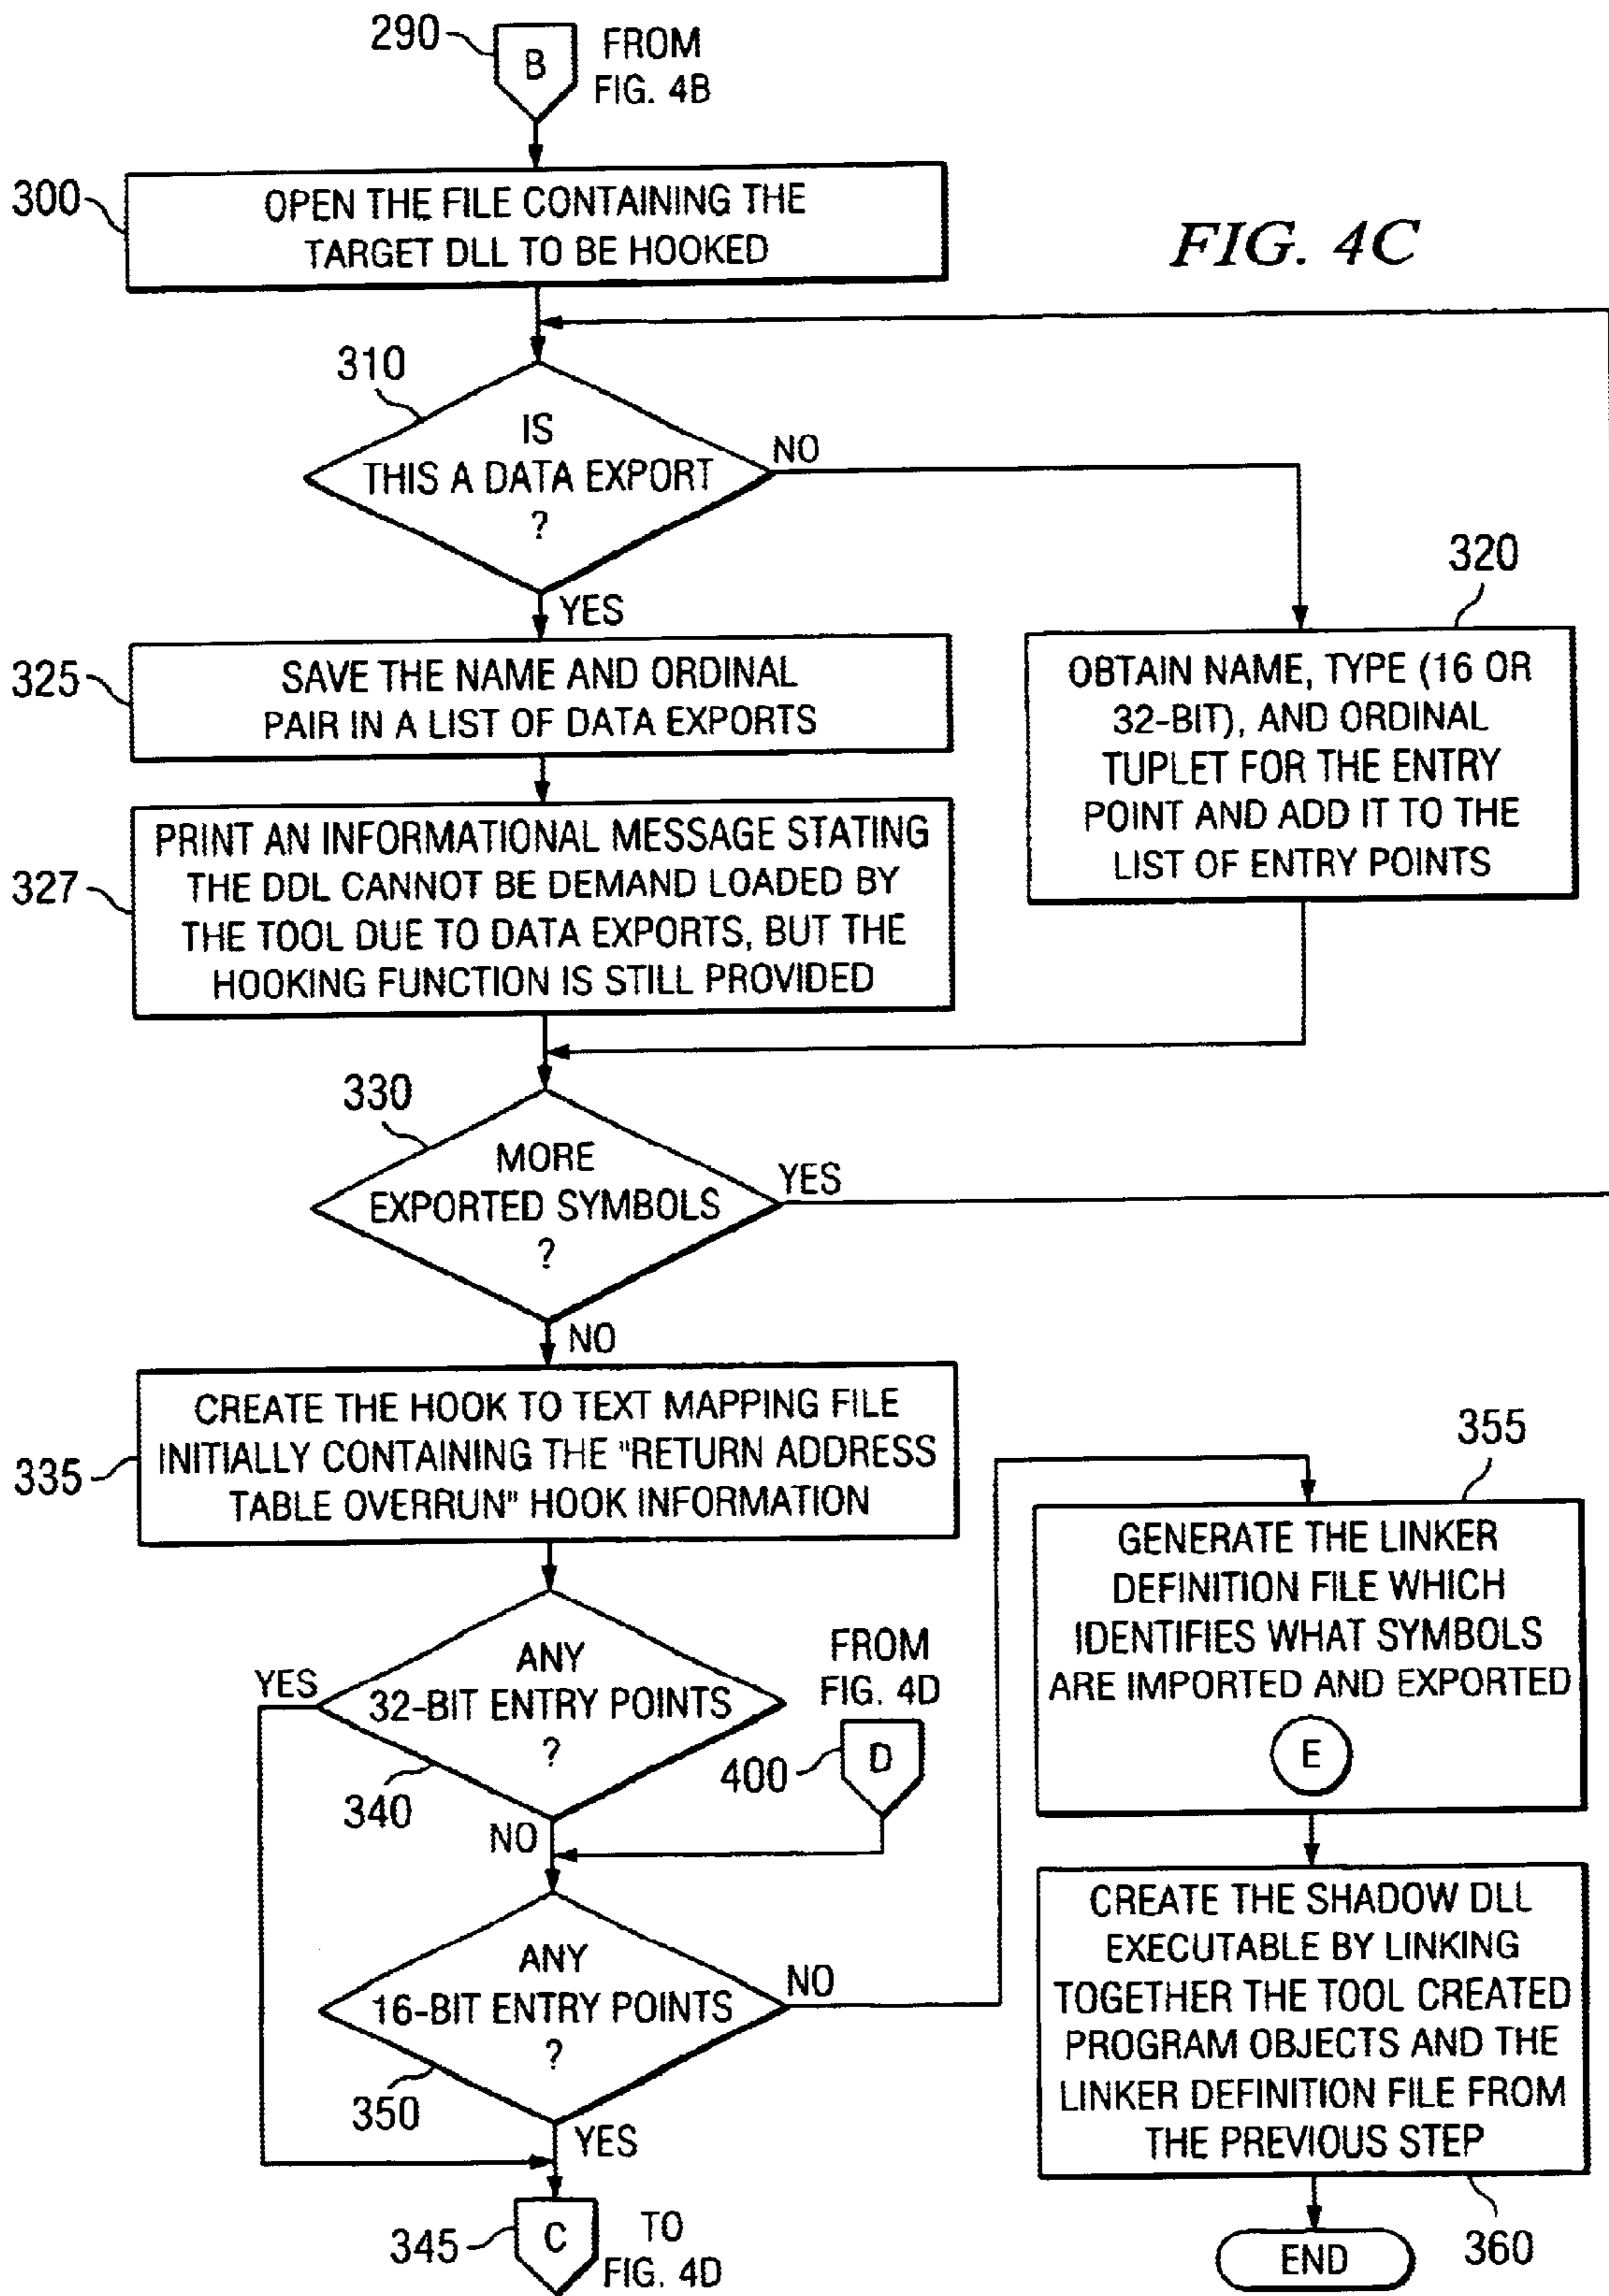 290
B
FROM
FIG. 4B
300
OPEN THE FILE CONTAINING THE
TARGET DLL TO BE HOOKED
FIG. 4C
310
IS
THIS A DATA EXPORT
?
NO
YES
320
OBTAIN NAME, TYPE (16 OR
32-BIT), AND ORDINAL
TUPLET FOR THE ENTRY
POINT AND ADD IT TO THE
LIST OF ENTRY POINTS
325
SAVE THE NAME AND ORDINAL
PAIR IN A LIST OF DATA EXPORTS
327
PRINT AN INFORMATIONAL MESSAGE STATING
THE DDL CANNOT BE DEMAND LOADED BY
THE TOOL DUE TO DATA EXPORTS, BUT THE
HOOKING FUNCTION IS STILL PROVIDED
330
MORE
EXPORTED SYMBOLS
?
YES
NO
335
CREATE THE HOOK TO TEXT MAPPING FILE
INITIALLY CONTAINING THE "RETURN ADDRESS
TABLE OVERRUN" HOOK INFORMATION
ANY
32-BIT ENTRY POINTS
?
YES
340
NO
FROM
FIG. 4D
400
D
ANY
16-BIT ENTRY POINTS
?
NO
350
YES
345
C
TO
FIG. 4D
355
GENERATE THE LINKER
DEFINITION FILE WHICH
IDENTIFIES WHAT SYMBOLS
ARE IMPORTED AND EXPORTED
E
CREATE THE SHADOW DLL
EXECUTABLE BY LINKING
TOGETHER THE TOOL CREATED
PROGRAM OBJECTS AND THE
LINKER DEFINITION FILE FROM
THE PREVIOUS STEP
360
END